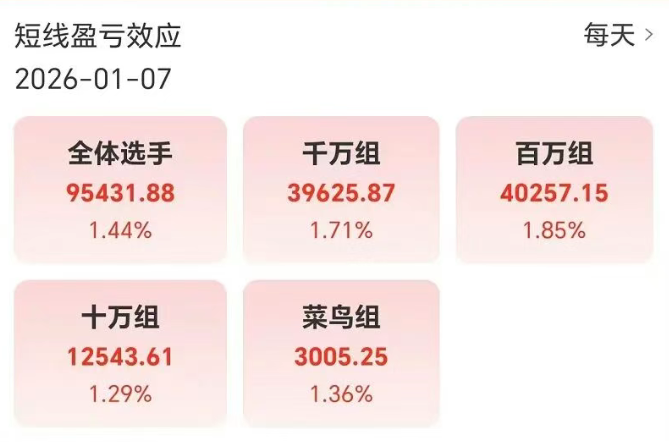 短线盈亏效应
每天 >
2026-01-07
全体选手
95431.88
1.44%
千万组
39625.87
1.71%
百万组
40257.15
1.85%
十万组
12543.61
1.29%
菜鸟组
3005.25
1.36%